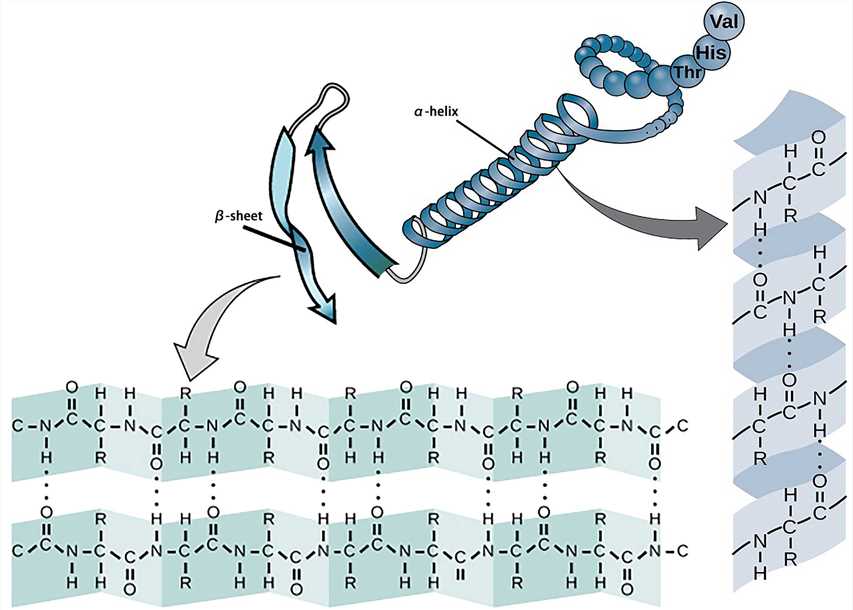 Val
His
Thr
α-helix
β-sheet
O
H C
N R
H
H
O C
C N R
H
O
H C H
C N
R H
O
H C
N C
H R
O H H R O H H R O H H R O H H
C N C C N C C N C C N C C N C C N C C N C C N C C
H R O H H R O H H R O H H R O
O R H H O R H H O R H H O R H
C C N C C N C C N C C N C C N C C N C C N C C N C
O H H O R H H O R H H R H H O